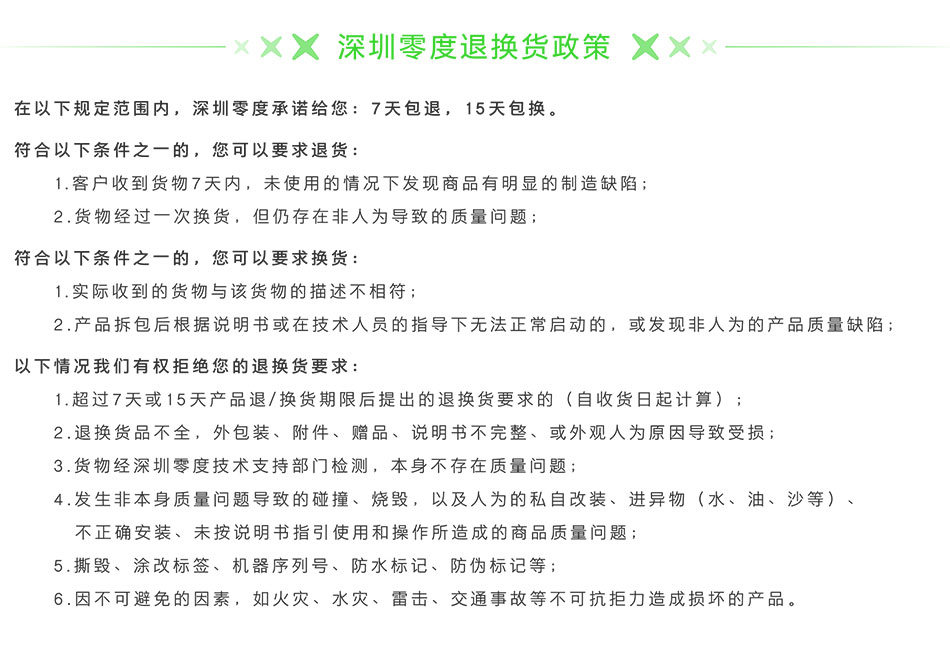 深圳零度退换货政策
在以下规定范围内，深圳零度承诺给您：7天包退，15天包换。
符合以下条件之一的，您可以要求退货：
1.客户收到货物7天内，未使用的情况下发现商品有明显的制造缺陷；
2.货物经过一次换货，但仍存在非人为导致的质量问题；
符合以下条件之一的，您可以要求换货：
1.实际收到的货物与该货物的描述不相符；
2.产品拆包后根据说明书或在技术人员的指导下无法正常启动的，或发现非人为的产品质量缺陷；
以下情况我们有权拒绝您的退换货要求：
1.超过7天或15天产品退/换货期限后提出的退换货要求的（自收货日起计算）；
2.退换货品不全，外包装、附件、赠品、说明书不完整、或外观人为原因导致受损；
3.货物经深圳零度技术支持部门检测，本身不存在质量问题；
4.发生非本身质量问题导致的碰撞、烧毁，以及人为的私自改装、进异物（水、油、沙等）、
不正确安装、未按说明书指引使用和操作所造成的商品质量问题；
5.撕毁、涂改标签、机器序列号、防水标记、防伪标记等；
6.因不可避免的因素，如火灾、水灾、雷击、交通事故等不可抗拒力造成损坏的产品。